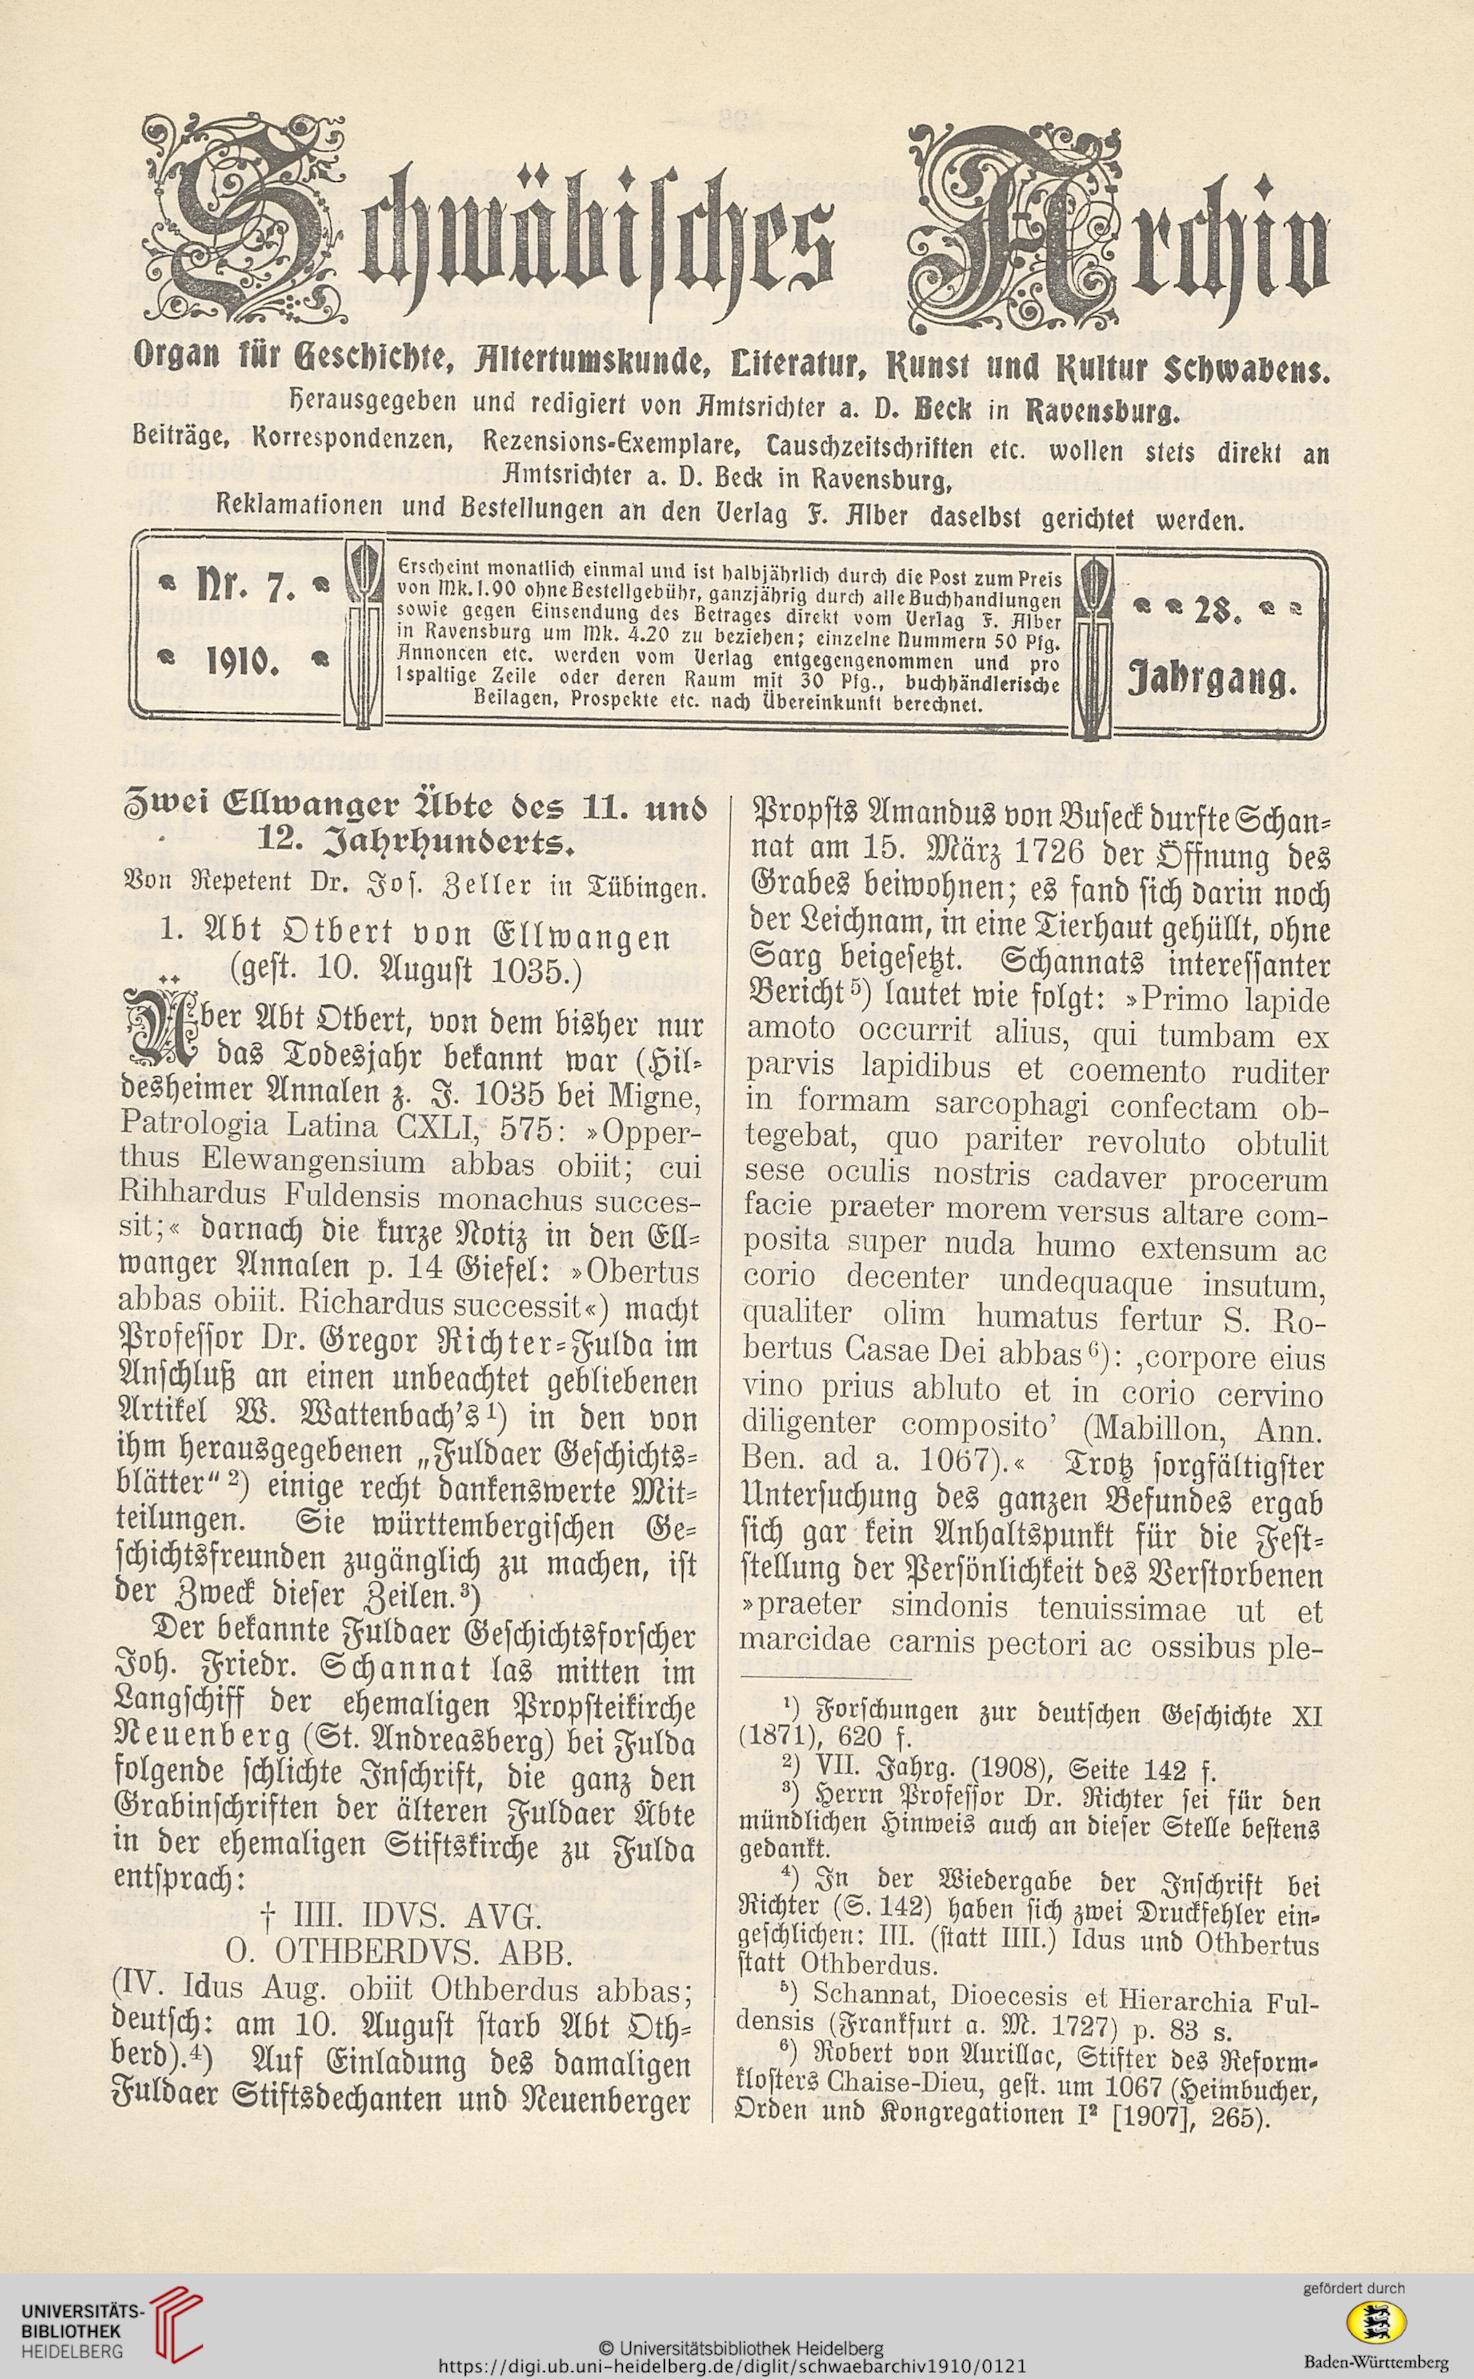 Schwäbisches Archiv
Organ für Geschichte, Altertumskunde, Literatur, Kunst und Kultur Schwabens.
Herausgegeben und redigiert von Amtsrichter a. D. Beck in Ravensburg.
Beiträge, Korrespondenzen, Rezensions-Exemplare, Tauschzeitschriften etc. wollen stets direkt an
Amtsrichter a. D. Beck in Ravensburg,
Reklamationen und Bestellungen an den Verlag F. Alber daselbst gerichtet werden.
Nr. 7.
1910.
Erscheint monatlich einmal und ist halbjährlich durch die Post zum Preis
von Mk. 1.90 ohne Bestellgebühr, ganzjährig durch alle Buchhandlungen
sowie gegen Einsendung des Betrages direkt vom Verlag F. Alber
in Ravensburg um Mk. 4.20 zu beziehen; einzelne Nummern 50 Pfg.
Annoncen etc. werden vom Verlag entgegengenommen und pro
1spaltige Zeile oder deren Raum mit 30 Pfg., buchhändlerische
Beilagen, Prospekte etc. nach Übereinkunft berechnet.
28.
Jahrgang.
Zwei Ellwanger Äbte des 11. und
12. Jahrhunderts.
Von Repetent Dr. Jos. Zeller in Tübingen.
1. Abt Otbert von Ellwangen
(gest. 10. August 1035.)
Über Abt Otbert, von dem bisher nur
das Todesjahr bekannt war (Hil-
desheimer Annalen z. J. 1035 bei Migne,
Patrologia Latina CXLI, 575: »Opper-
thus Elewangensium abbas obiit; cui
Rihhardus Fuldensis monachus succes-
sit;« darnach die kurze Notiz in den Ell-
wanger Annalen p. 14 Giefel: »Obertus
abbas obiit. Richardus successit«) macht
Professor Dr. Gregor Richter-Fulda im
Anschluß an einen unbeachtet gebliebenen
Artikel W. Wattenbach's¹) in den von
ihm herausgegebenen „Fuldaer Geschichts-
blätter“²) einige recht dankenswerte Mit-
teilungen. Sie württembergischen Ge-
schichtsfreunden zugänglich zu machen, ist
der Zweck dieser Zeilen.³)
Der bekannte Fuldaer Geschichtsforscher
Joh. Friedr. Schannat las mitten im
Langschiff der ehemaligen Propsteikirche
Neuenberg (St. Andreasberg) bei Fulda
folgende schlichte Inschrift, die ganz den
Grabinschriften der älteren Fuldaer Äbte
in der ehemaligen Stiftskirche zu Fulda
entsprach:
† IIII. IDVS. AVG.
O. OTHBERDVS. ABB.
(IV. Idus Aug. obiit Othberdus abbas;
deutsch: am 10. August starb Abt Oth-
berd).⁴) Auf Einladung des damaligen
Fuldaer Stiftsdechanten und Neuenberger
Propsts Amandus von Buseck durfte Schan-
nat am 15. März 1726 der Öffnung des
Grabes beiwohnen; es fand sich darin noch
der Leichnam, in eine Tierhaut gehüllt, ohne
Sarg beigesetzt. Schannats interessanter
Bericht⁵) lautet wie folgt: »Primo lapide
amoto occurrit alius, qui tumbam ex
parvis lapidibus et coemento ruditer
in formam sarcophagi confectam ob-
tegebat, quo pariter revoluto obtulit
sese oculis nostris cadaver procerum
facie praeter morem versus altare com-
posita super nuda humo extensum ac
corio decenter undequaque insutum,
qualiter olim humatus fertur S. Ro-
bertus Casae Dei abbas⁶): ‚corpore eius
vino prius abluto et in corio cervino
diligenter composito’ (Mabillon, Ann.
Ben. ad a. 1067).« Trotz sorgfältigster
Untersuchung des ganzen Befundes ergab
sich gar kein Anhaltspunkt für die Fest-
stellung der Persönlichkeit des Verstorbenen
»praeter sindonis tenuissimae ut et
marcidae carnis pectori ac ossibus ple-
¹) Forschungen zur deutschen Geschichte XI
(1871), 620 f.
²) VII. Jahrg. (1908), Seite 142 f.
³) Herrn Professor Dr. Richter sei für den
mündlichen Hinweis auch an dieser Stelle bestens
gedankt.
⁴) In der Wiedergabe der Inschrift bei
Richter (S. 142) haben sich zwei Druckfehler ein-
geschlichen: III. (statt IIII.) Idus und Othbertus
statt Othberdus.
⁵) Schannat, Dioecesis et Hierarchia Ful-
densis (Frankfurt a. M. 1727) p. 83 s.
⁶) Robert von Aurillac, Stifter des Reform-
klosters Chaise-Dieu, gest. um 1067 (Heimbucher,
Orden und Kongregationen I² [1907], 265).
UNIVERSITÄTS-
BIBLIOTHEK
HEIDELBERG
© Universitätsbibliothek Heidelberg
https://digi.ub.uni-heidelberg.de/diglit/schwaebarchiv1910/0121
gefördert durch
Baden-Württemberg